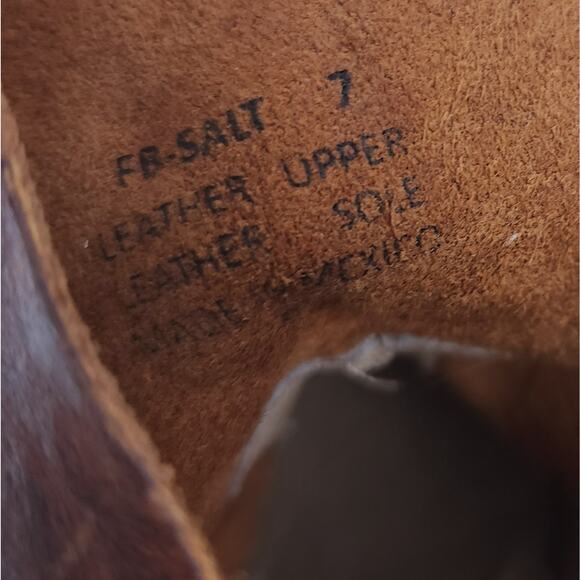 FR-SALT 7
LEATHER UPPER
LEATHER SOLE
MADE IN MEXICO